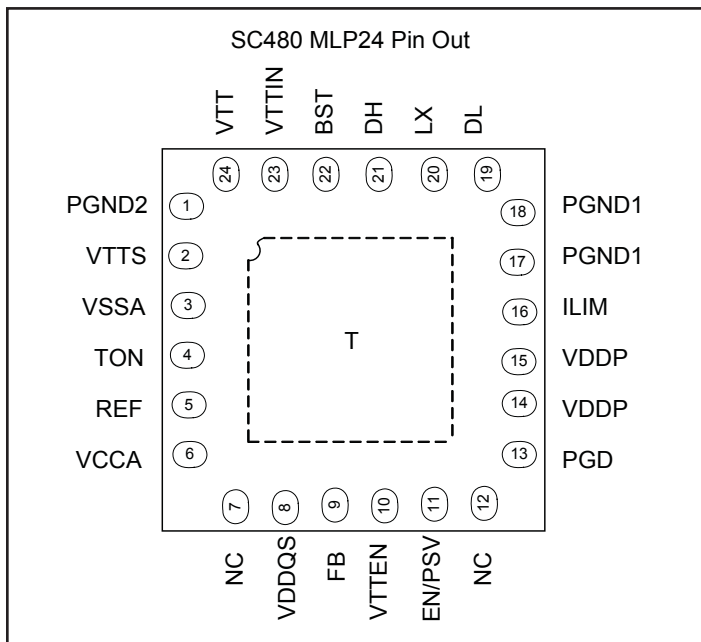 SC480 MLP24 Pin Out
VTT
VTTIN
BST
DH
LX
DL
24
23
22
21
20
19
PGND2 1
VTTS 2
VSSA 3
TON 4
REF 5
VCCA 6
T
18 PGND1
17 PGND1
16 ILIM
15 VDDP
14 VDDP
13 PGD
7
8
9
10
11
12
NC
VDDQS
FB
VTTEN
EN/PSV
NC